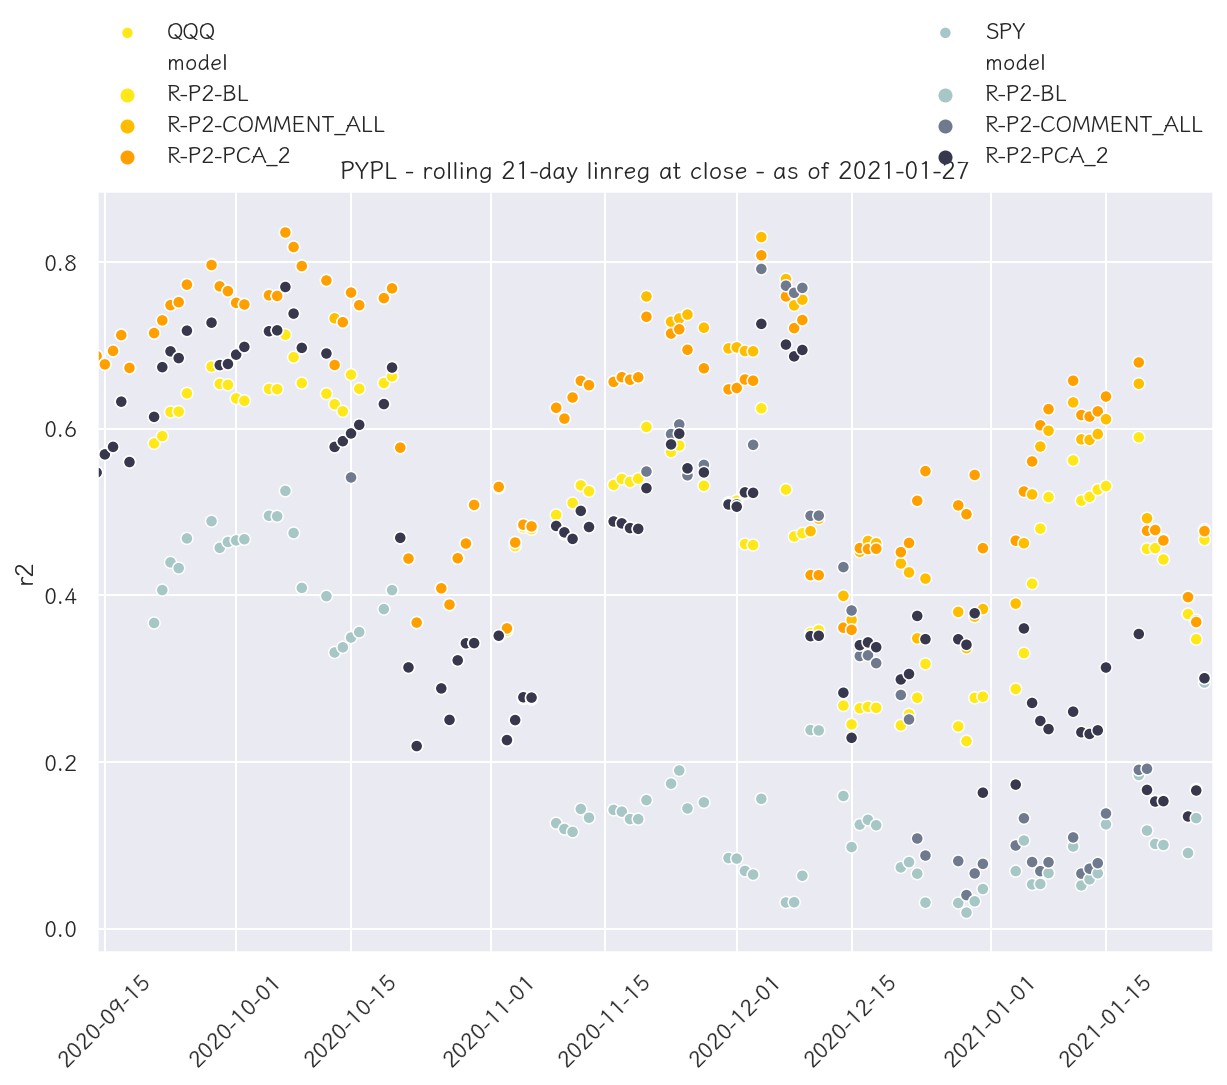 QQQ
model
R-P2-BL
R-P2-COMMENT_ALL
R-P2-PCA_2
SPY
model
R-P2-BL
R-P2-COMMENT_ALL
R-P2-PCA_2
PYPL - rolling 21-day linreg at close - as of 2021-01-27
0.8
0.6
0.4
0.2
0.0
r2
2020-09-15
2020-10-01
2020-10-15
2020-11-01
2020-11-15
2020-12-01
2020-12-15
2021-01-01
2021-01-15